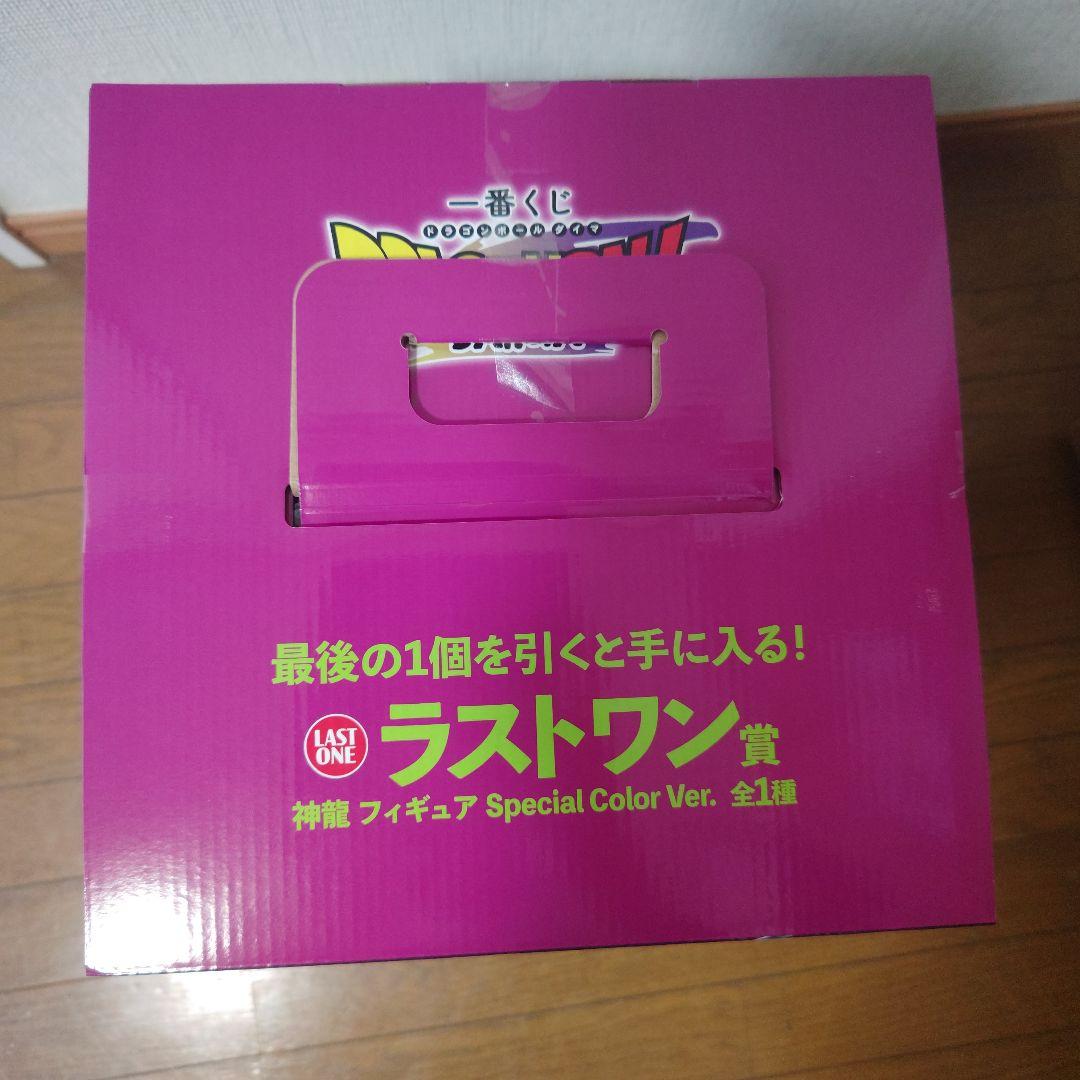 一番くじ
ドラゴンボールダイマ
最後の1個を引くと手に入る!
LAST
ONE
ラストワン賞
神龍 フィギュア Special Color Ver. 全1種